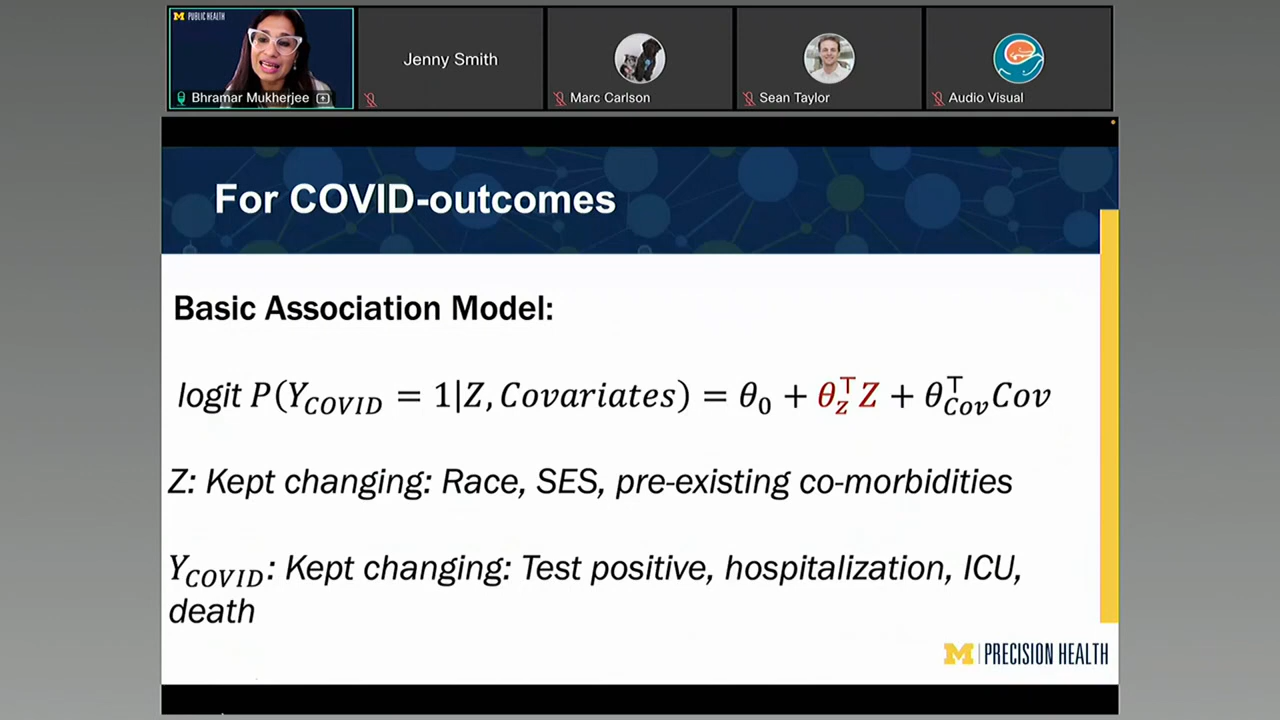 M PUBLIC HEALTH
Bhramar Mukherjee
Jenny Smith
Marc Carlson
Sean Taylor
Audio Visual
For COVID-outcomes
Basic Association Model:
logit P(Y_COVID = 1|Z, Covariates) = θ_0 + θ_z^⊤ Z + θ_Cov^⊤ Cov
Z: Kept changing: Race, SES, pre-existing co-morbidities
Y_COVID: Kept changing: Test positive, hospitalization, ICU,
death
M | PRECISION HEALTH